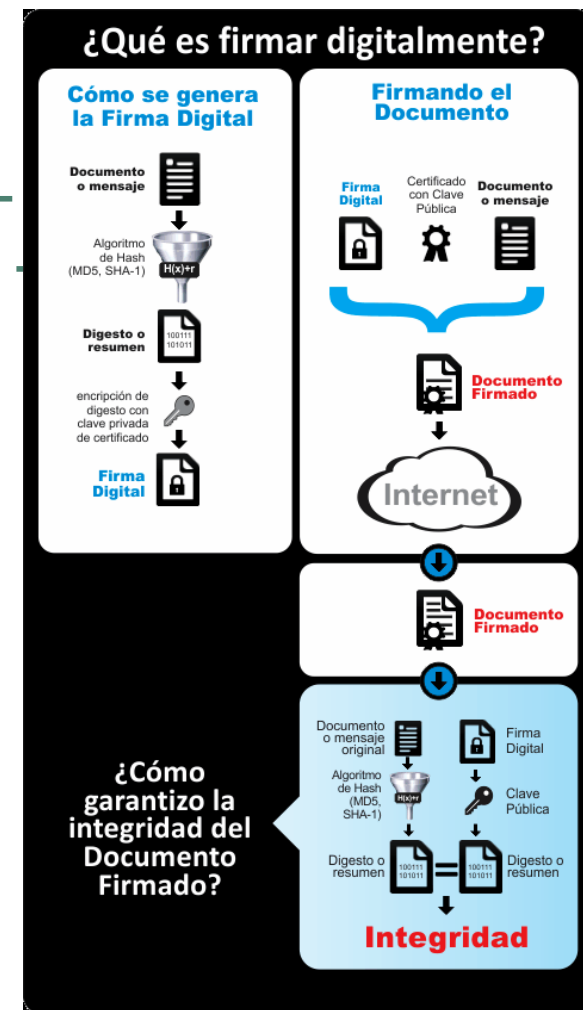 ¿Qué es firmar digitalmente?
Cómo se genera
la Firma Digital
Documento
o mensaje
Algoritmo
de Hash
(MD5, SHA-1)
H(x)+r
Digesto o
resumen
100111
101011
encripción de
digesto con
clave privada
de certificado
Firma
Digital
Firmando el
Documento
Firma
Digital
Certificado
con Clave
Pública
Documento
o mensaje
Documento
Firmado
Internet
Documento
Firmado
¿Cómo
garantizo la
integridad del
Documento
Firmado?
Documento
o mensaje
original
Algoritmo
de Hash
(MD5,
SHA-1)
H(x)+r
Digesto o
resumen
100111
101011
=
Firma
Digital
Clave
Pública
100111
101011
Digesto o
resumen
Integridad